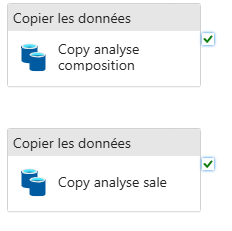 Copier les données
Copy analyse
composition
Copier les données
Copy analyse sale